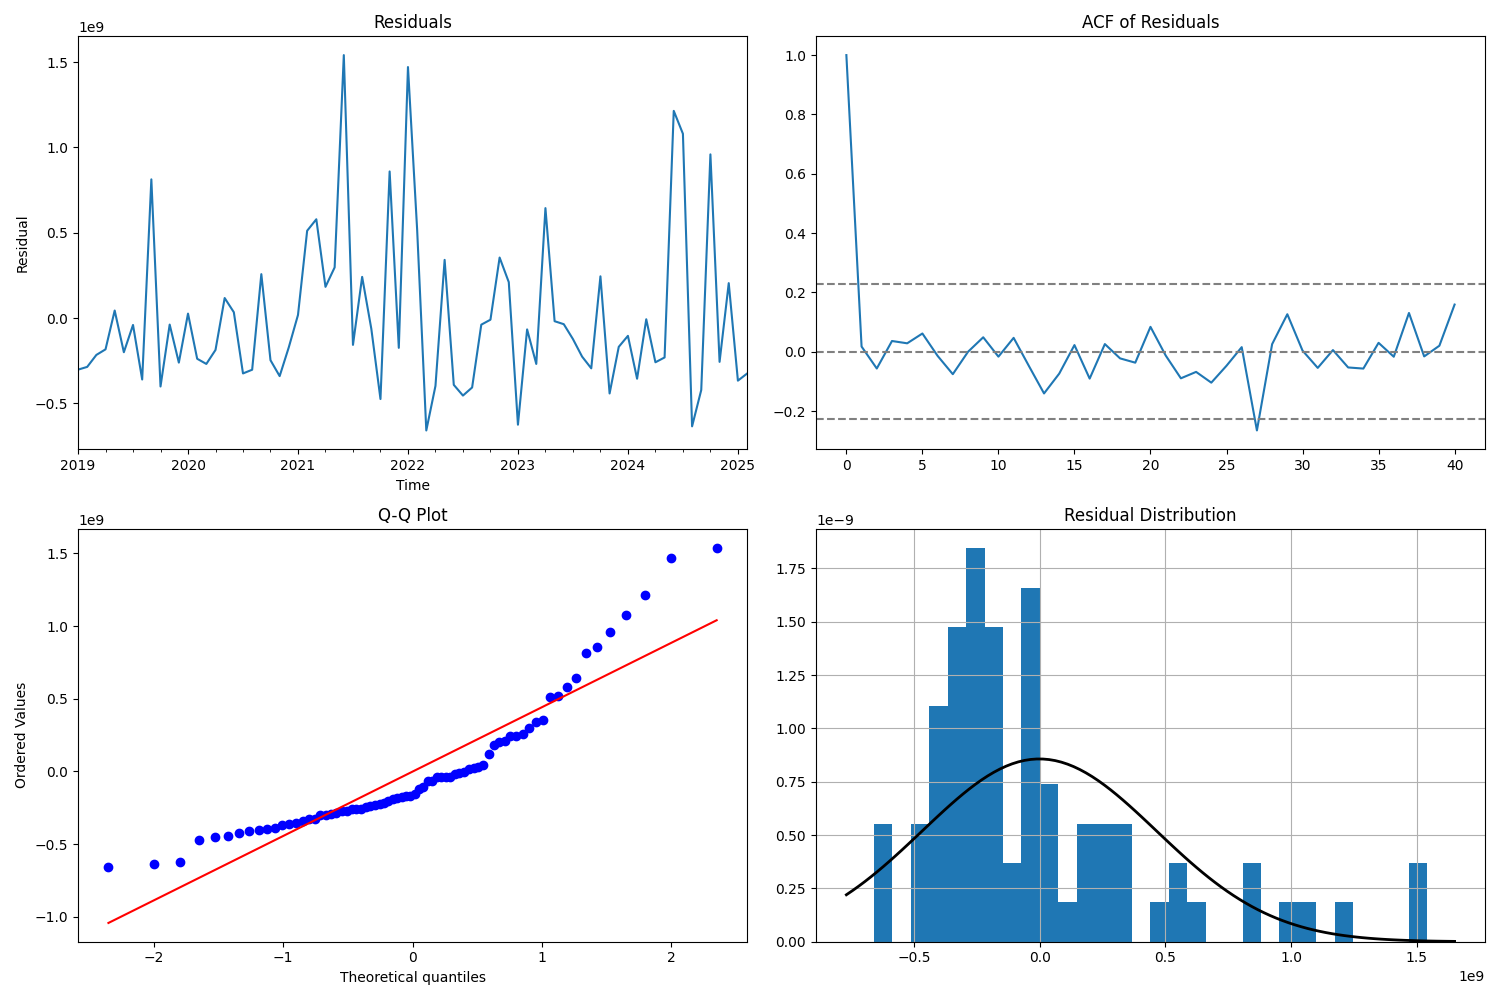 Residuals
1e9
1.5
1.0
0.5
0.0
−0.5
Residual
2019 2020 2021 2022 2023 2024 2025
Time
ACF of Residuals
1.0
0.8
0.6
0.4
0.2
0.0
−0.2
0 5 10 15 20 25 30 35 40
Q-Q Plot
1e9
1.5
1.0
0.5
0.0
−0.5
−1.0
Ordered Values
−2 −1 0 1 2
Theoretical quantiles
Residual Distribution
1e−9
1.75
1.50
1.25
1.00
0.75
0.50
0.25
0.00
−0.5 0.0 0.5 1.0 1.5
1e9